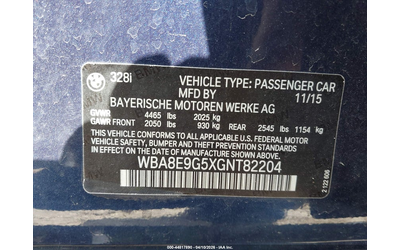 328i
VEHICLE TYPE: PASSENGER CAR
MFD BY
11/15
BAYERISCHE MOTOREN WERKE AG
GVWR 4465 lbs 2025 kg
GAWR FRONT 2050 lbs 930 kg REAR 2545 lbs 1154 kg
THIS VEHICLE CONFORMS TO ALL APPLICABLE U.S. FEDERAL MOTOR
VEHICLE SAFETY, BUMPER AND THEFT PREVENTION STANDARDS
IN EFFECT ON THE DATE OF MANUFACTURE SHOWN ABOVE.
WBA8E9G5XGNT82204